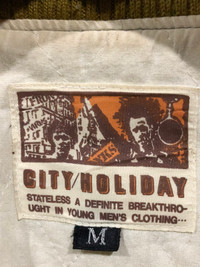 CITY/HOLIDAY
STATELESS A DEFINITE BREAKTHRO-
UGHT IN YOUNG MEN'S CLOTHING...
M